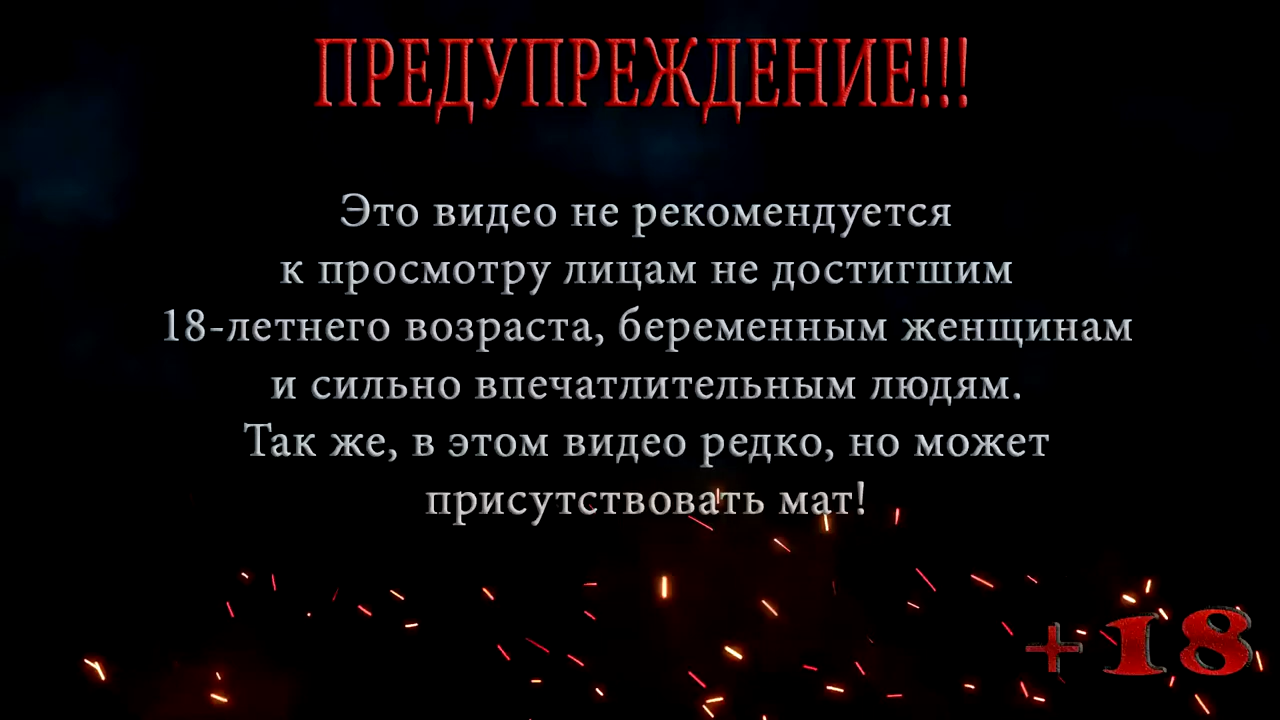 ПРЕДУПРЕЖДЕНИЕ!!!
Это видео не рекомендуется
к просмотру лицам не достигшим
18-летнего возраста, беременным женщинам
и сильно впечатлительным людям.
Так же, в этом видео редко, но может
присутствовать мат!
+18